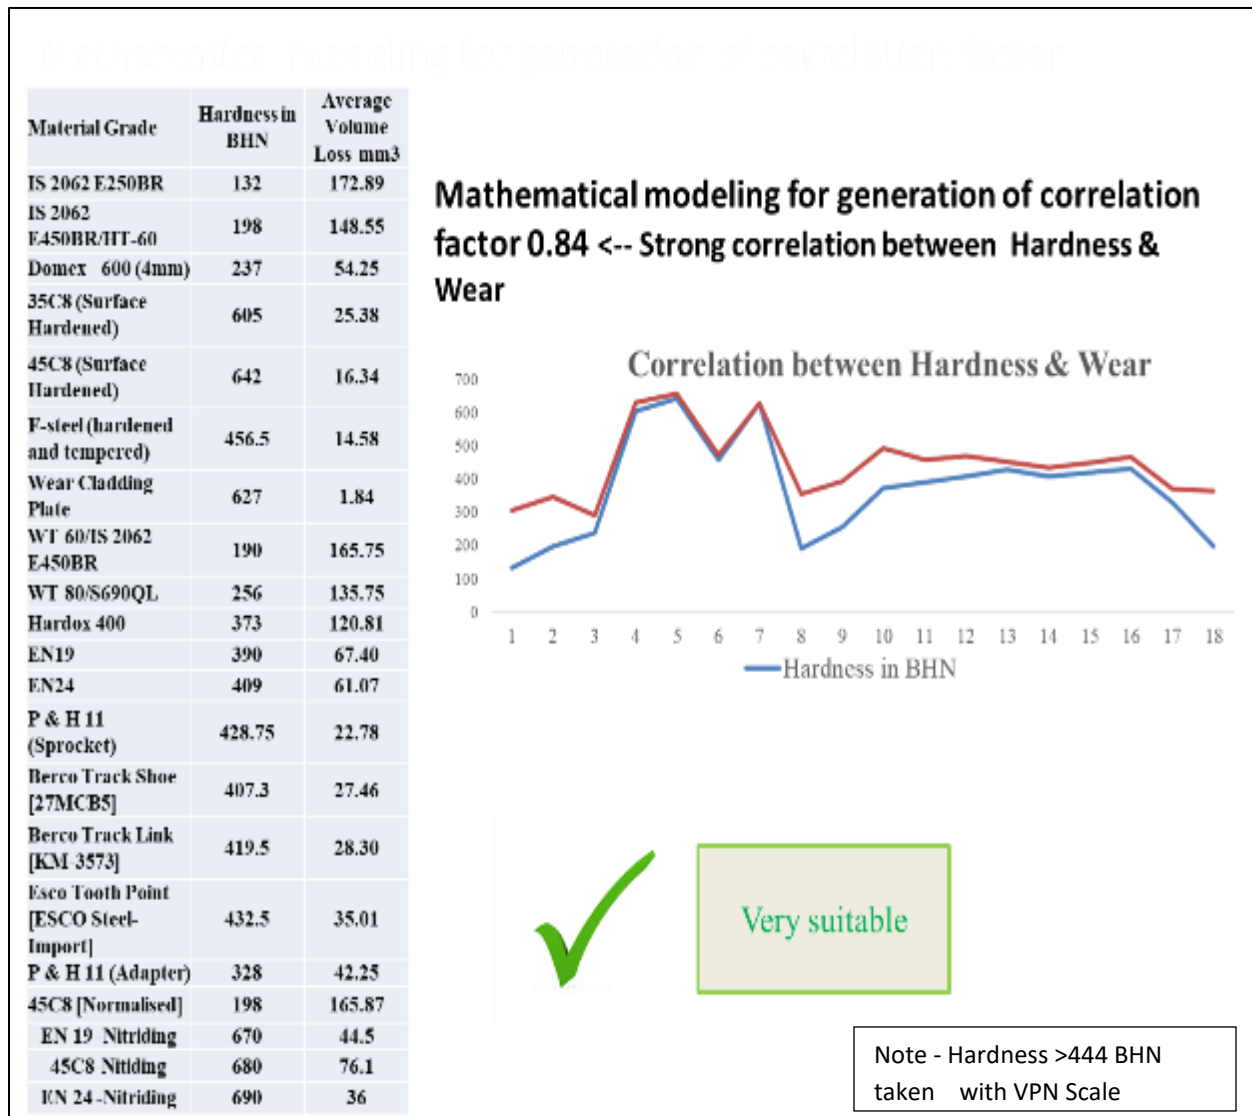 Mathematical modeling for generation of correlation factor
Material Grade Hardness in BHN Average Volume Loss mm3
IS 2062 E250BR 132 172.89
IS 2062 E450BR/HT-60 198 148.55
Domex 600 (4mm) 237 54.25
35C8 (Surface Hardened) 605 25.38
45C8 (Surface Hardened) 642 16.34
F-steel (hardened and tempered) 456.5 14.58
Wear Cladding Plate 627 1.84
WT 60/IS 2062 E450BR 190 165.75
WT 80/S690QL 256 135.75
Hardox 400 373 120.81
EN19 390 67.40
EN24 409 61.07
P & H 11 (Sprocket) 428.75 22.78
Berco Track Shoe [27MCB5] 407.3 27.46
Berco Track Link [KM-3573] 419.5 28.30
Esco Tooth Point [ESCO Steel-Import] 432.5 35.01
P & H 11 (Adapter) 328 42.25
45C8 [Normalised] 198 165.87
EN 19 Nitriding 670 44.5
45C8 Nitiding 680 76.1
EN 24 -Nitriding 690 36
Mathematical modeling for generation of correlation
factor 0.84 <-- Strong correlation between Hardness &
Wear
Correlation between Hardness & Wear
700
600
500
400
300
200
100
0
1 2 3 4 5 6 7 8 9 10 11 12 13 14 15 16 17 18
Hardness in BHN
Very suitable
Note - Hardness >444 BHN
taken with VPN Scale